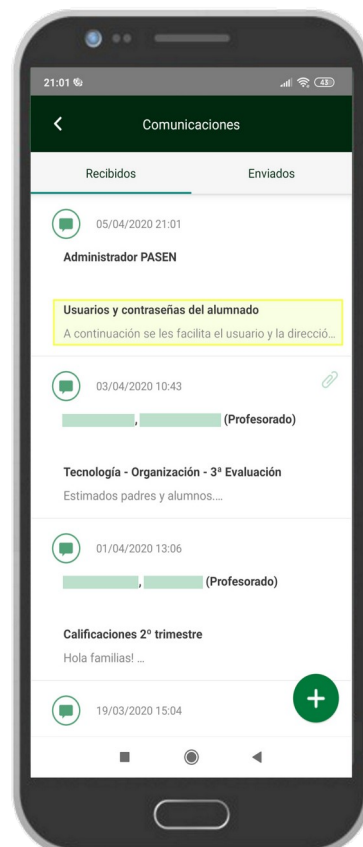 21:01
43
Comunicaciones
Recibidos
Enviados
05/04/2020 21:01
Administrador PASEN
Usuarios y contraseñas del alumnado
A continuación se les facilita el usuario y la direcció...
03/04/2020 10:43
, (Profesorado)
Tecnología - Organización - 3ª Evaluación
Estimados padres y alumnos....
01/04/2020 13:06
, (Profesorado)
Calificaciones 2º trimestre
Hola familias! ...
19/03/2020 15:04